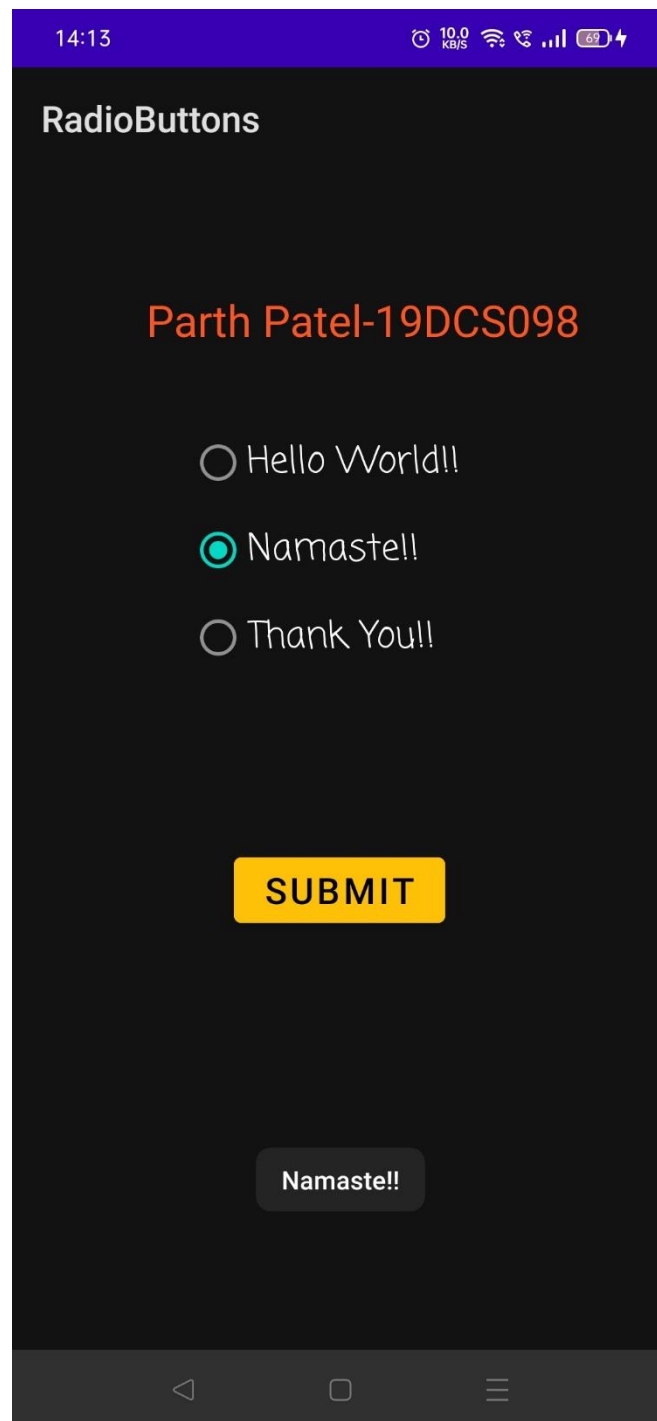 14:13 10.0 KB/S 69
RadioButtons
Parth Patel-19DCS098
Hello World!!
Namaste!!
Thank You!!
SUBMIT
Namaste!!